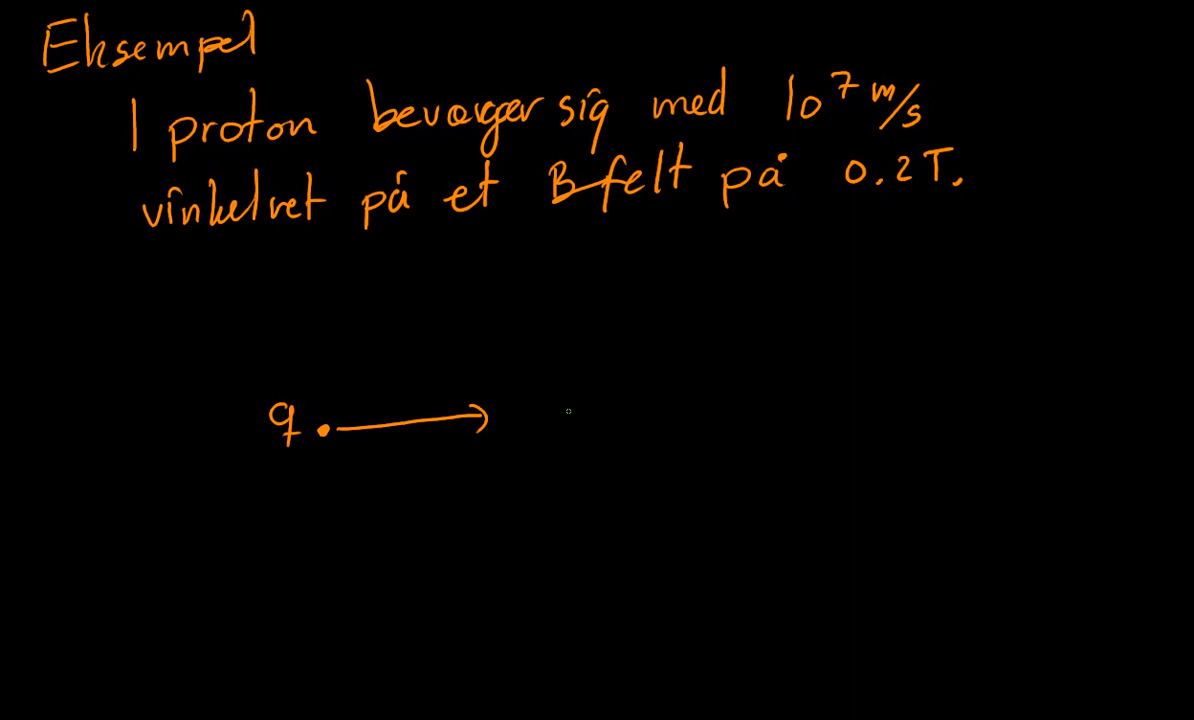 Eksempel
1 proton bevæger sig med 10⁷ m/s
vinkelret på et B-felt på 0.2T.
q